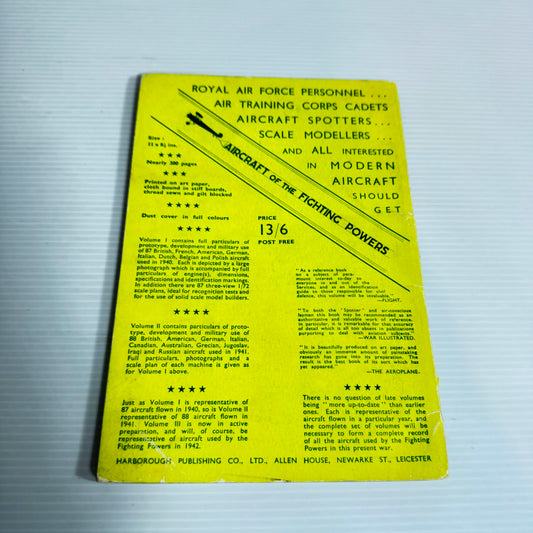 ROYAL AIR FORCE PERSONNEL . . .
AIR TRAINING CORPS CADETS
AIRCRAFT SPOTTERS . . .
SCALE MODELLERS . . .
AND ALL INTERESTED
IN MODERN
AIRCRAFT
SHOULD
GET
AIRCRAFT OF THE FIGHTING POWERS
Size :
11 x 8½ ins.
★ ★ ★
Nearly 300 pages
★ ★ ★
Printed on art paper,
cloth bound in stiff boards,
thread sewn and gilt blocked
★ ★ ★ ★
Dust cover in full colours
★ ★ ★ ★
PRICE
13/6
POST FREE
Volume I contains full particulars of
prototype, development and military use
of 87 British, French, American, German,
Italian, Dutch, Belgian and Polish aircraft
used in 1940. Each is depicted by a large
photograph which is accompanied by full
particulars of engine(s), dimensions,
specifications and identification markings.
In addition there are 87 three-view 1/72
scale plans, ideal for recognition tests and
for the use of solid scale model builders.
★ ★ ★ ★
Volume II contains particulars of proto-
type, development and military use of
88 British, American, German, Italian,
Canadian, Australian, Grecian, Jugoslav,
Iraqi and Russian aircraft used in 1941.
Full particulars, photographs and a
scale plan of each machine is given as
for Volume I above.
★ ★ ★ ★
Just as Volume I is representative of
87 aircraft flown in 1940, so is Volume II
representative of 88 aircraft flown in
1941. Volume III is now in active
preparation, and will, of course, be
representative of aircraft used by the
Fighting Powers in 1942.
"As a reference book
on a subject of para-
mount interest to-day to
everyone in and out of the
Services, and as an identification
guide to those responsible for civil
defence, this volume will be invaluable."
—FLIGHT.
"To both the "Spotter" and air-conscious
layman this book may be recommended as an
authoritative and valuable work of reference.
In particular, it is remarkable for that accuracy
of detail which is all too absent in publications
purporting to deal with aviation subjects."
—WAR ILLUSTRATED.
"It is beautifully produced on art paper, and
obviously an immense amount of painstaking
research has gone into its preparation. The
result is the best book of its sort which has
yet appeared."
—THE AEROPLANE.
★ ★ ★ ★
There is no question of late volumes
being "more up-to-date" than earlier
ones. Each is representative of the
aircraft flown in a particular year, and
the complete set of volumes will be
necessary to form a complete record
of all the aircraft used by the Fighting
Powers in this present war.
HARBOROUGH PUBLISHING CO., LTD., ALLEN HOUSE, NEWARKE ST., LEICESTER